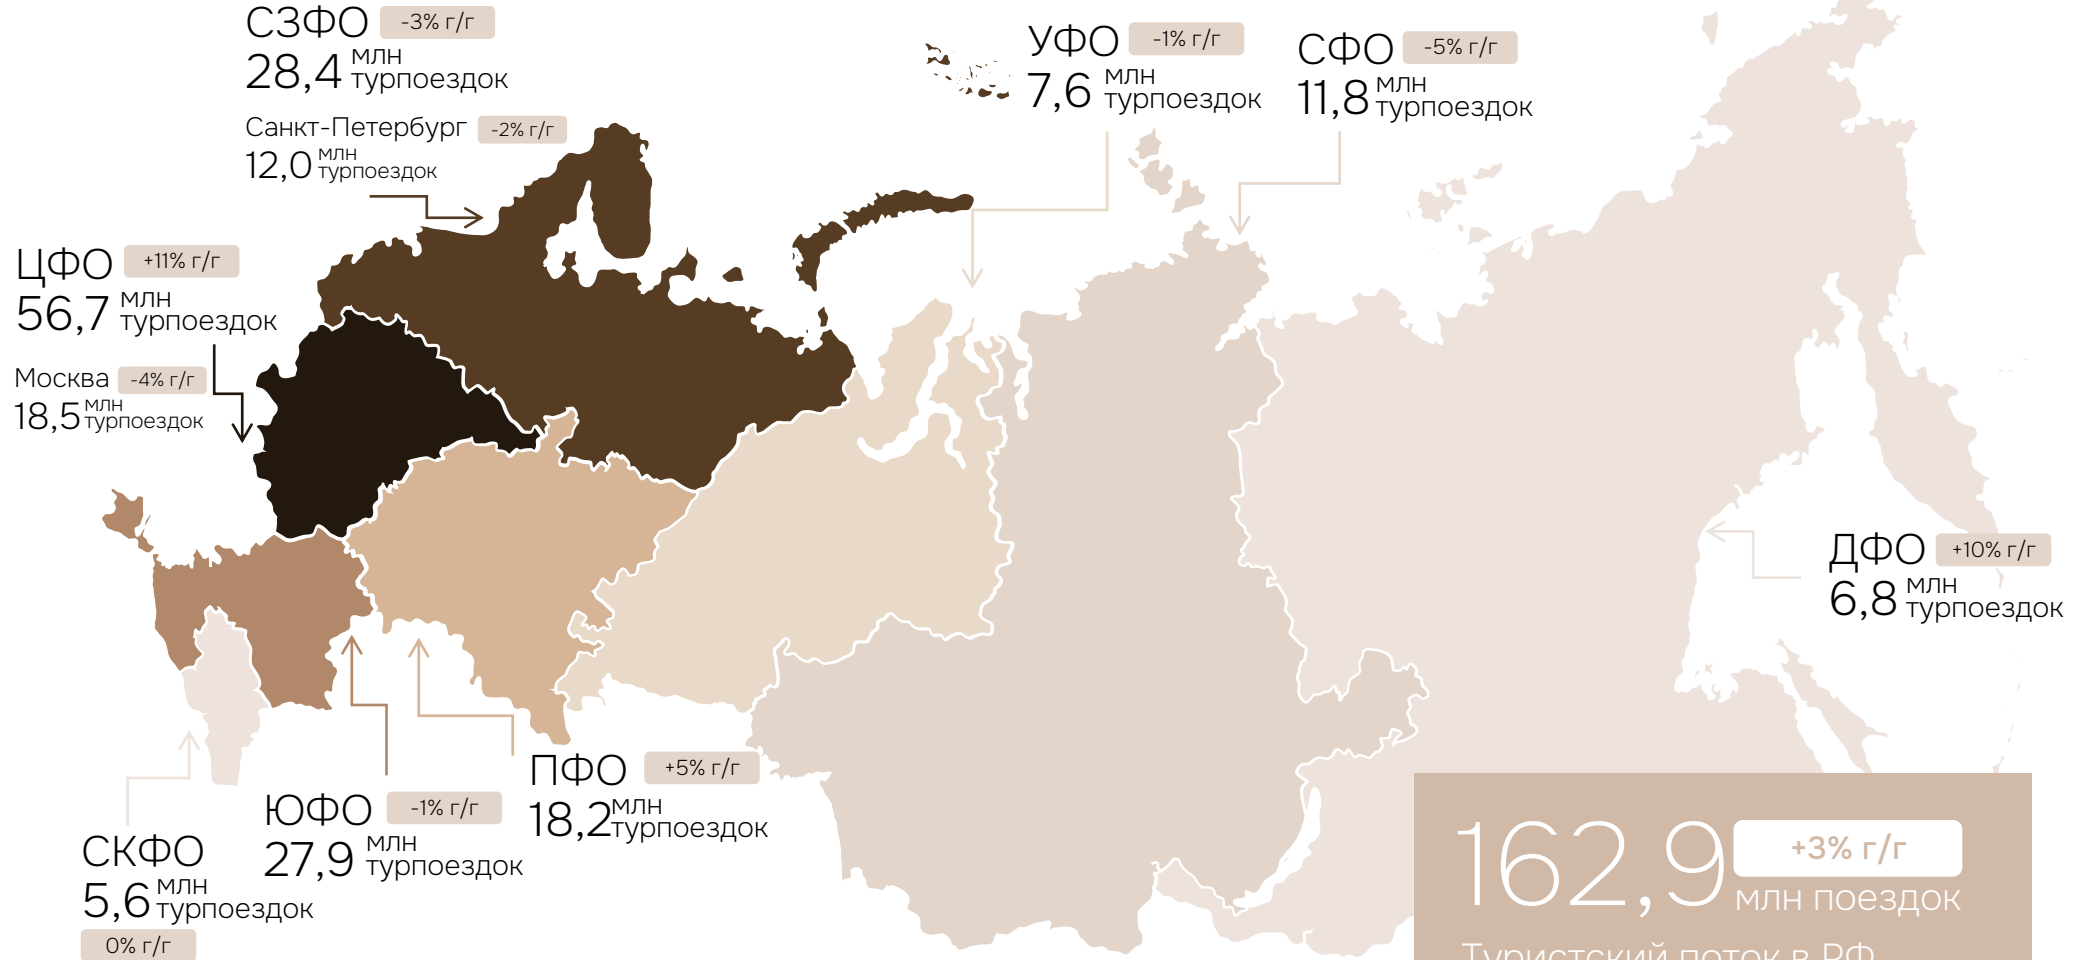 СЗФО -3% г/г
28,4 млн турпоездок
Санкт-Петербург -2% г/г
12,0 млн турпоездок
УФО -1% г/г
7,6 млн турпоездок
СФО -5% г/г
11,8 млн турпоездок
ЦФО +11% г/г
56,7 млн турпоездок
Москва -4% г/г
18,5 млн турпоездок
ДФО +10% г/г
6,8 млн турпоездок
ПФО +5% г/г
18,2 млн турпоездок
ЮФО -1% г/г
27,9 млн турпоездок
СКФО
5,6 млн турпоездок
0% г/г
162,9 +3% г/г
млн поездок
Туристский поток в РФ